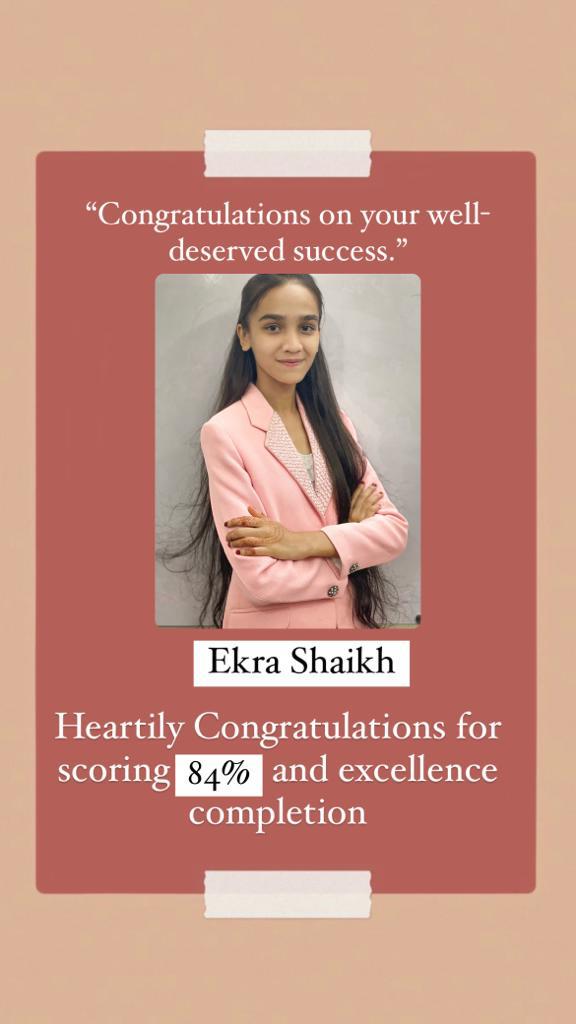 “Congratulations on your well-
deserved success.”
Ekra Shaikh
Heartily Congratulations for
scoring 84% and excellence
completion